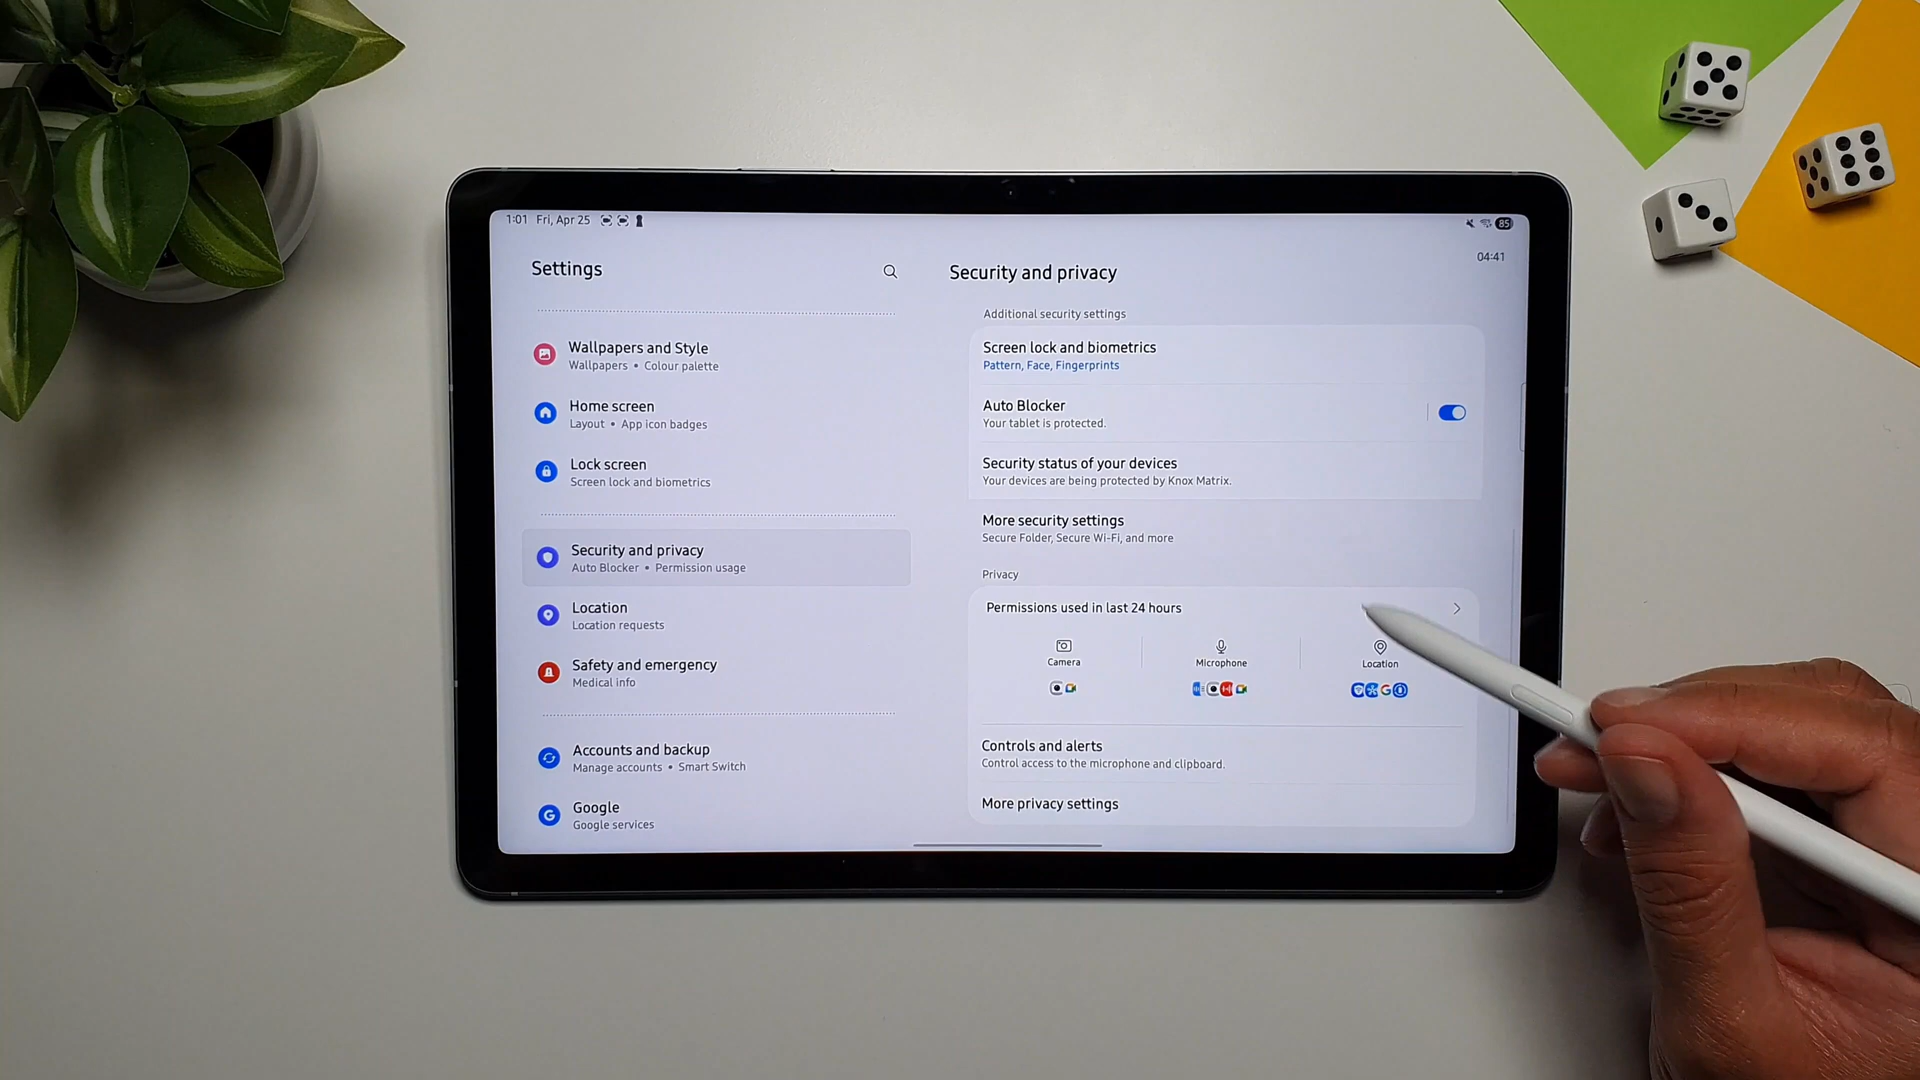 1:01 Fri, Apr 25
85
04:41
Settings
Wallpapers and Style
Wallpapers • Colour palette
Home screen
Layout • App icon badges
Lock screen
Screen lock and biometrics
Security and privacy
Auto Blocker • Permission usage
Location
Location requests
Safety and emergency
Medical info
Accounts and backup
Manage accounts • Smart Switch
G
Google
Google services
Security and privacy
Additional security settings
Screen lock and biometrics
Pattern, Face, Fingerprints
Auto Blocker
Your tablet is protected.
Security status of your devices
Your devices are being protected by Knox Matrix.
More security settings
Secure Folder, Secure Wi-Fi, and more
Privacy
Permissions used in last 24 hours
Camera
Microphone
Location
G
Controls and alerts
Control access to the microphone and clipboard.
More privacy settings